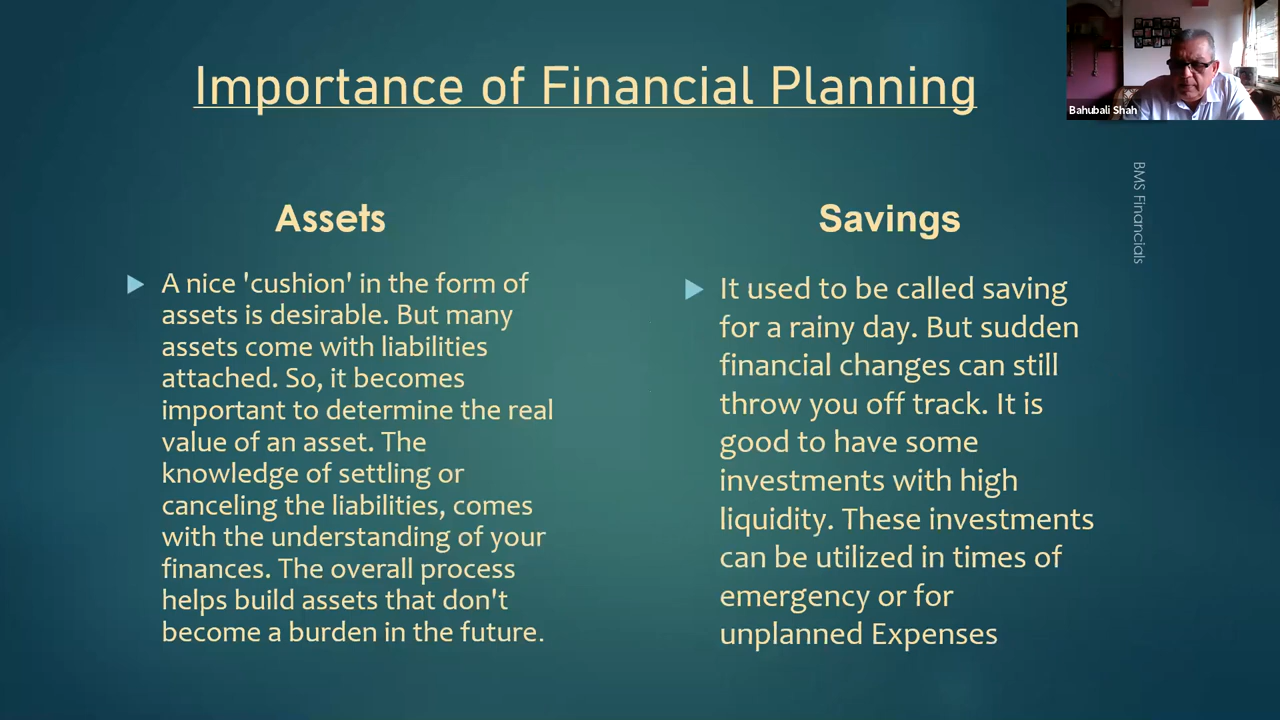 Importance of Financial Planning
Bahubali Shah
BMS Financials
Assets
A nice 'cushion' in the form of
assets is desirable. But many
assets come with liabilities
attached. So, it becomes
important to determine the real
value of an asset. The
knowledge of settling or
canceling the liabilities, comes
with the understanding of your
finances. The overall process
helps build assets that don't
become a burden in the future.
Savings
It used to be called saving
for a rainy day. But sudden
financial changes can still
throw you off track. It is
good to have some
investments with high
liquidity. These investments
can be utilized in times of
emergency or for
unplanned Expenses